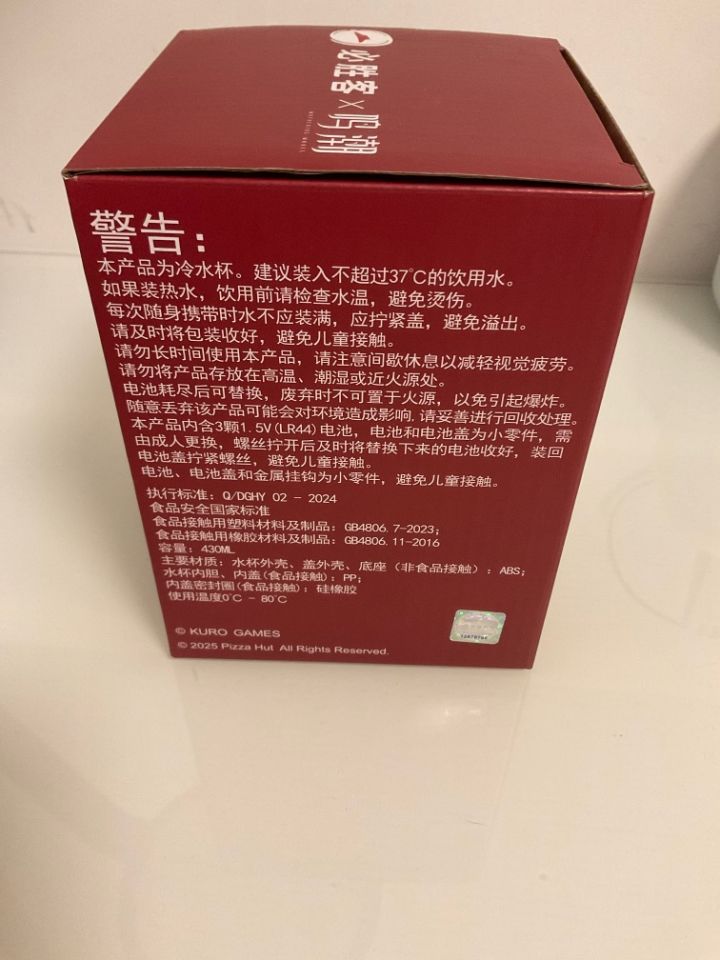 必胜客×鸣潮
WUTHERING WAVES
警告：
本产品为冷水杯。建议装入不超过37℃的饮用水。
如果装热水，饮用前请检查水温，避免烫伤。
每次随身携带时水不应装满，应拧紧盖，避免溢出。
请及时将包装收好，避免儿童接触。
请勿长时间使用本产品，请注意间歇休息以减轻视觉疲劳。
请勿将产品存放在高温、潮湿或近火源处。
电池耗尽后可替换，废弃时不可置于火源，以免引起爆炸。
随意丢弃该产品可能会对环境造成影响.请妥善进行回收处理。
本产品内含3颗1.5V(LR44)电池，电池和电池盖为小零件，需
由成人更换，螺丝拧开后及时将替换下来的电池收好，装回
电池盖拧紧螺丝，避免儿童接触。
电池、电池盖和金属挂钩为小零件，避免儿童接触。
执行标准：Q/DGHY 02 - 2024
食品安全国家标准
食品接触用塑料材料及制品：GB4806.7-2023；
食品接触用橡胶材料及制品：GB4806.11-2016
容量：430ML
主要材质：水杯外壳、盖外壳、底座（非食品接触）：ABS；
水杯内胆、内盖(食品接触)：PP；
内盖密封圈(食品接触)：硅橡胶
使用温度0℃ - 80℃
© KURO GAMES
© 2025 Pizza Hut All Rights Reserved.